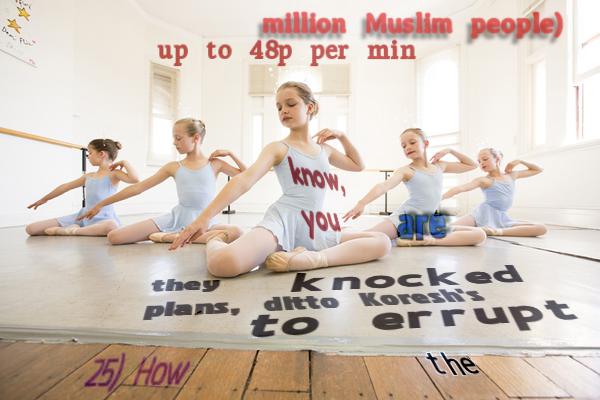 million Muslim people)
up to 48p per min
know,
you
are
they knocked
plans, ditto Koresh's
to errupt
25) How
the